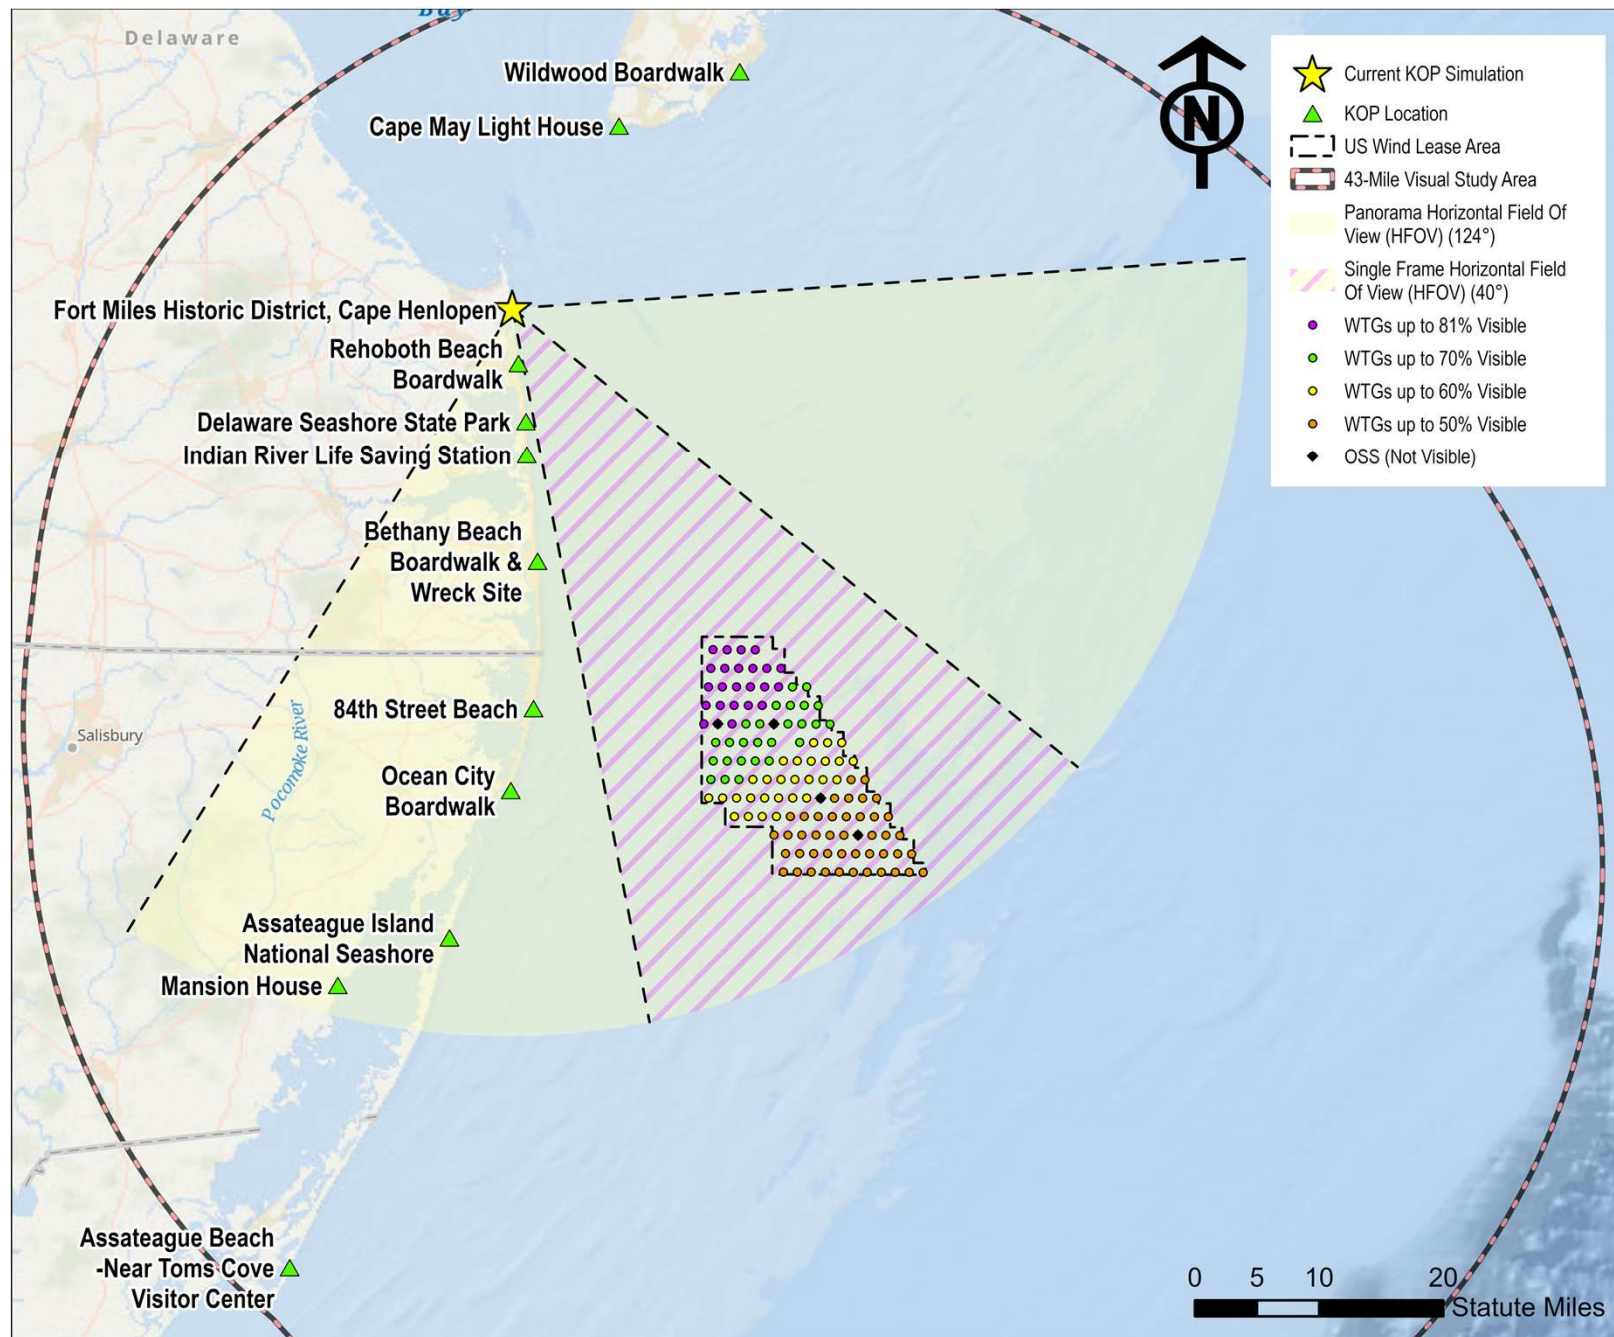 Bay
Delaware
Wildwood Boardwalk
Cape May Light House
N
Current KOP Simulation
KOP Location
US Wind Lease Area
43-Mile Visual Study Area
Panorama Horizontal Field Of
View (HFOV) (124°)
Single Frame Horizontal Field
Of View (HFOV) (40°)
WTGs up to 81% Visible
WTGs up to 70% Visible
WTGs up to 60% Visible
WTGs up to 50% Visible
OSS (Not Visible)
Fort Miles Historic District, Cape Henlopen
Rehoboth Beach
Boardwalk
Delaware Seashore State Park
Indian River Life Saving Station
Bethany Beach
Boardwalk &
Wreck Site
84th Street Beach
Salisbury
Pocomoke River
Ocean City
Boardwalk
Assateague Island
National Seashore
Mansion House
Assateague Beach
-Near Toms Cove
Visitor Center
0 5 10 20
Statute Miles